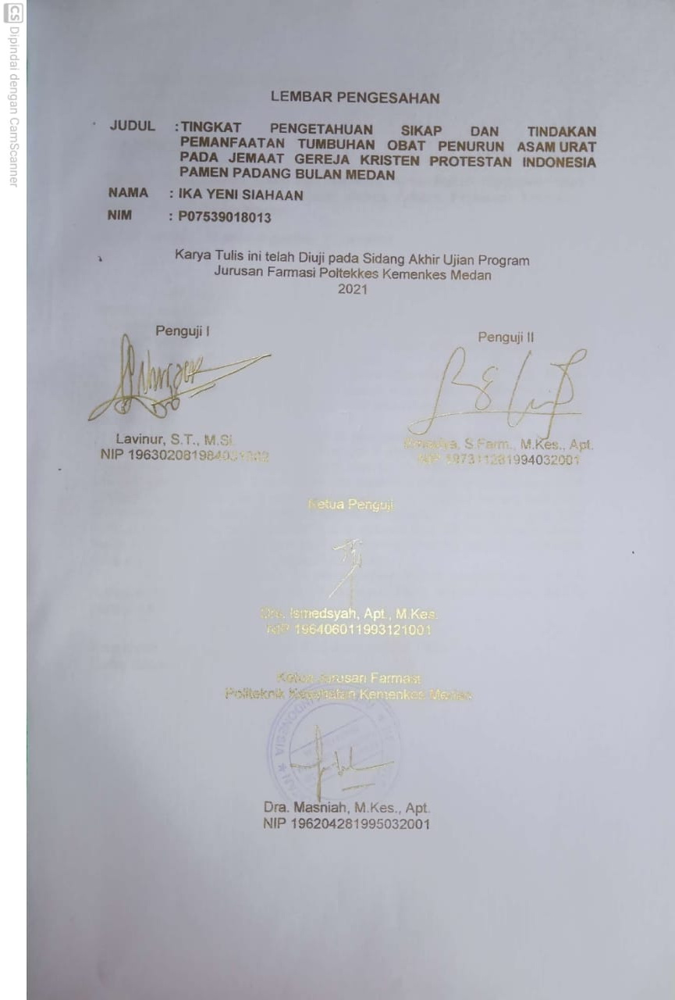 CS Dipindai dengan CamScanner
LEMBAR PENGESAHAN
JUDUL : TINGKAT PENGETAHUAN SIKAP DAN TINDAKAN
PEMANFAATAN TUMBUHAN OBAT PENURUN ASAM URAT
PADA JEMAAT GEREJA KRISTEN PROTESTAN INDONESIA
PAMEN PADANG BULAN MEDAN
NAMA : IKA YENI SIAHAAN
NIM : P07539018013
Karya Tulis ini telah Diuji pada Sidang Akhir Ujian Program
Jurusan Farmasi Poltekkes Kemenkes Medan
2021
Penguji I
Penguji II
Lavinur, S.T., M.Si.
NIP 196302081984031002
S.Farm., M.Kes., Apt.
NIP 197311281994032001
Ketua Penguji
Drs. Ismedsyah, Apt., M.Kes.
NIP 196406011993121001
Ketua Jurusan Farmasi
Politeknik Kesehatan Kemenkes Medan
INDONESIA
Dra. Masniah, M.Kes., Apt.
NIP 196204281995032001